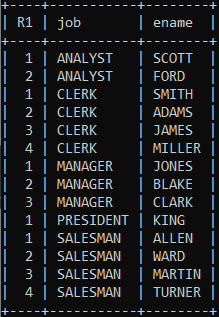 +----+-----------+--------+
| R1 | job       | ename  |
+----+-----------+--------+
|  1 | ANALYST   | SCOTT  |
|  2 | ANALYST   | FORD   |
|  1 | CLERK     | SMITH  |
|  2 | CLERK     | ADAMS  |
|  3 | CLERK     | JAMES  |
|  4 | CLERK     | MILLER |
|  1 | MANAGER   | JONES  |
|  2 | MANAGER   | BLAKE  |
|  3 | MANAGER   | CLARK  |
|  1 | PRESIDENT | KING   |
|  1 | SALESMAN  | ALLEN  |
|  2 | SALESMAN  | WARD   |
|  3 | SALESMAN  | MARTIN |
|  4 | SALESMAN  | TURNER |
+----+-----------+--------+